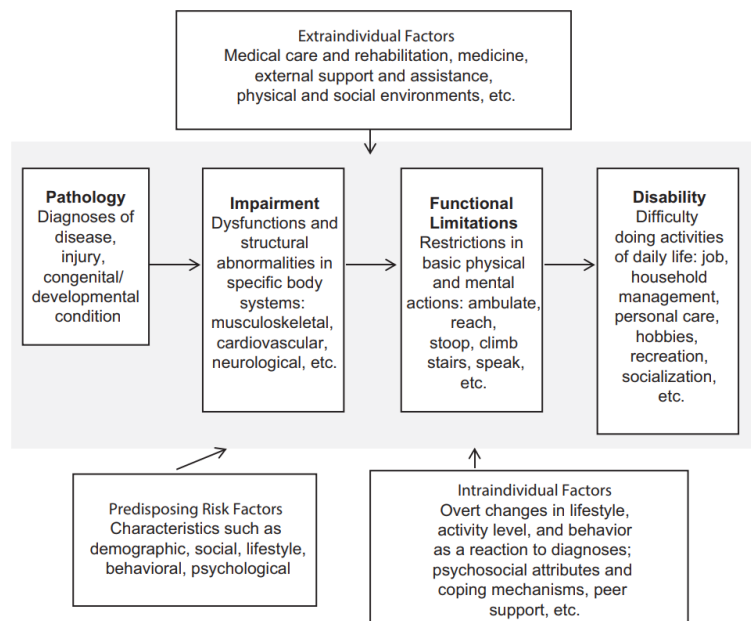 Extraindividual Factors
Medical care and rehabilitation, medicine,
external support and assistance,
physical and social environments, etc.
Pathology
Diagnoses of
disease,
injury,
congenital/
developmental
condition
Impairment
Dysfunctions and
structural
abnormalities in
specific body
systems:
musculoskeletal,
cardiovascular,
neurological, etc.
Functional
Limitations
Restrictions in
basic physical
and mental
actions: ambulate,
reach,
stoop, climb
stairs, speak,
etc.
Disability
Difficulty
doing activities
of daily life: job,
household
management,
personal care,
hobbies,
recreation,
socialization,
etc.
Predisposing Risk Factors
Characteristics such as
demographic, social, lifestyle,
behavioral, psychological
Intraindividual Factors
Overt changes in lifestyle,
activity level, and behavior
as a reaction to diagnoses;
psychosocial attributes and
coping mechanisms, peer
support, etc.